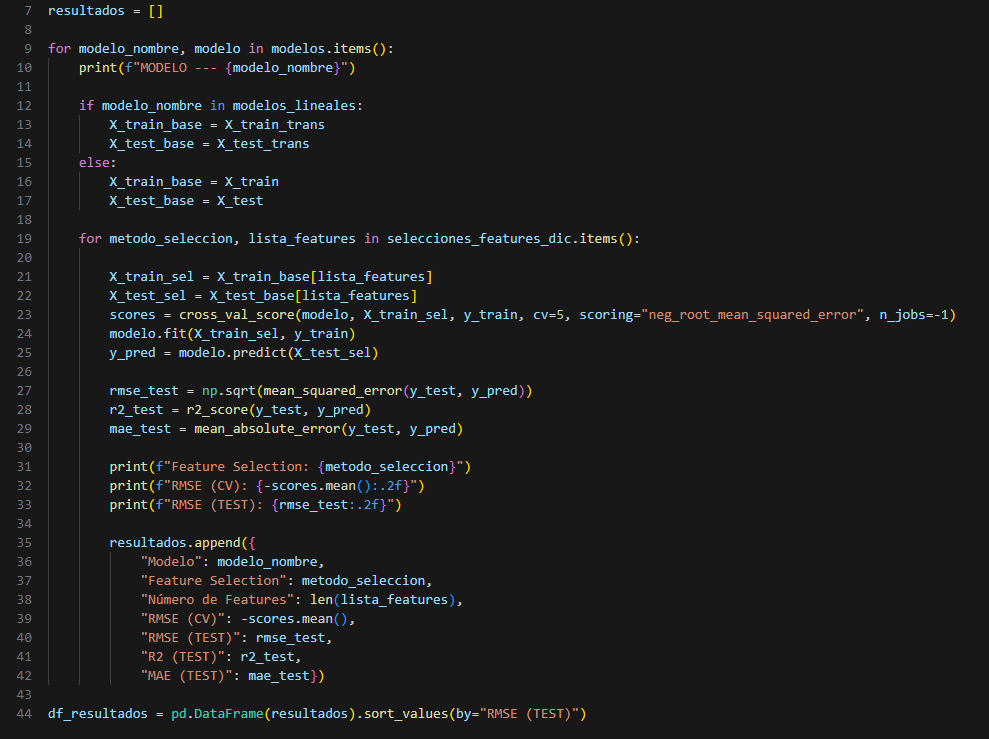 7 resultados = []
8
9 for modelo_nombre, modelo in modelos.items():
10     print(f"MODELO --- {modelo_nombre}")
11
12     if modelo_nombre in modelos_lineales:
13         X_train_base = X_train_trans
14         X_test_base = X_test_trans
15     else:
16         X_train_base = X_train
17         X_test_base = X_test
18
19     for metodo_seleccion, lista_features in selecciones_features_dic.items():
20
21         X_train_sel = X_train_base[lista_features]
22         X_test_sel = X_test_base[lista_features]
23         scores = cross_val_score(modelo, X_train_sel, y_train, cv=5, scoring="neg_root_mean_squared_error", n_jobs=-1)
24         modelo.fit(X_train_sel, y_train)
25         y_pred = modelo.predict(X_test_sel)
26
27         rmse_test = np.sqrt(mean_squared_error(y_test, y_pred))
28         r2_test = r2_score(y_test, y_pred)
29         mae_test = mean_absolute_error(y_test, y_pred)
30
31         print(f"Feature Selection: {metodo_seleccion}")
32         print(f"RMSE (CV): {-scores.mean():.2f}")
33         print(f"RMSE (TEST): {rmse_test:.2f}")
34
35         resultados.append({
36             "Modelo": modelo_nombre,
37             "Feature Selection": metodo_seleccion,
38             "Número de Features": len(lista_features),
39             "RMSE (CV)": -scores.mean(),
40             "RMSE (TEST)": rmse_test,
41             "R2 (TEST)": r2_test,
42             "MAE (TEST)": mae_test})
43
44 df_resultados = pd.DataFrame(resultados).sort_values(by="RMSE (TEST)")